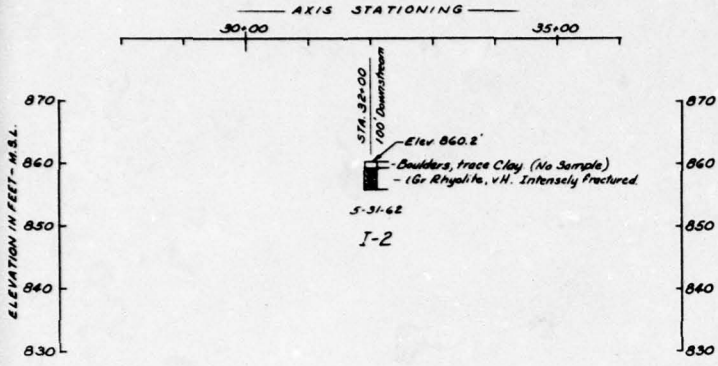 AXIS STATIONING
30+00 35+00
STA. 32+00
100' Downstream
ELEVATION IN FEET - M.S.L.
870 870
Elev. 860.2'
860 Boulders, trace Clay (No Sample) 860
lGr Rhyolite, vH. Intensely fractured.
5-31-62
850 850
I-2
840 840
830 830